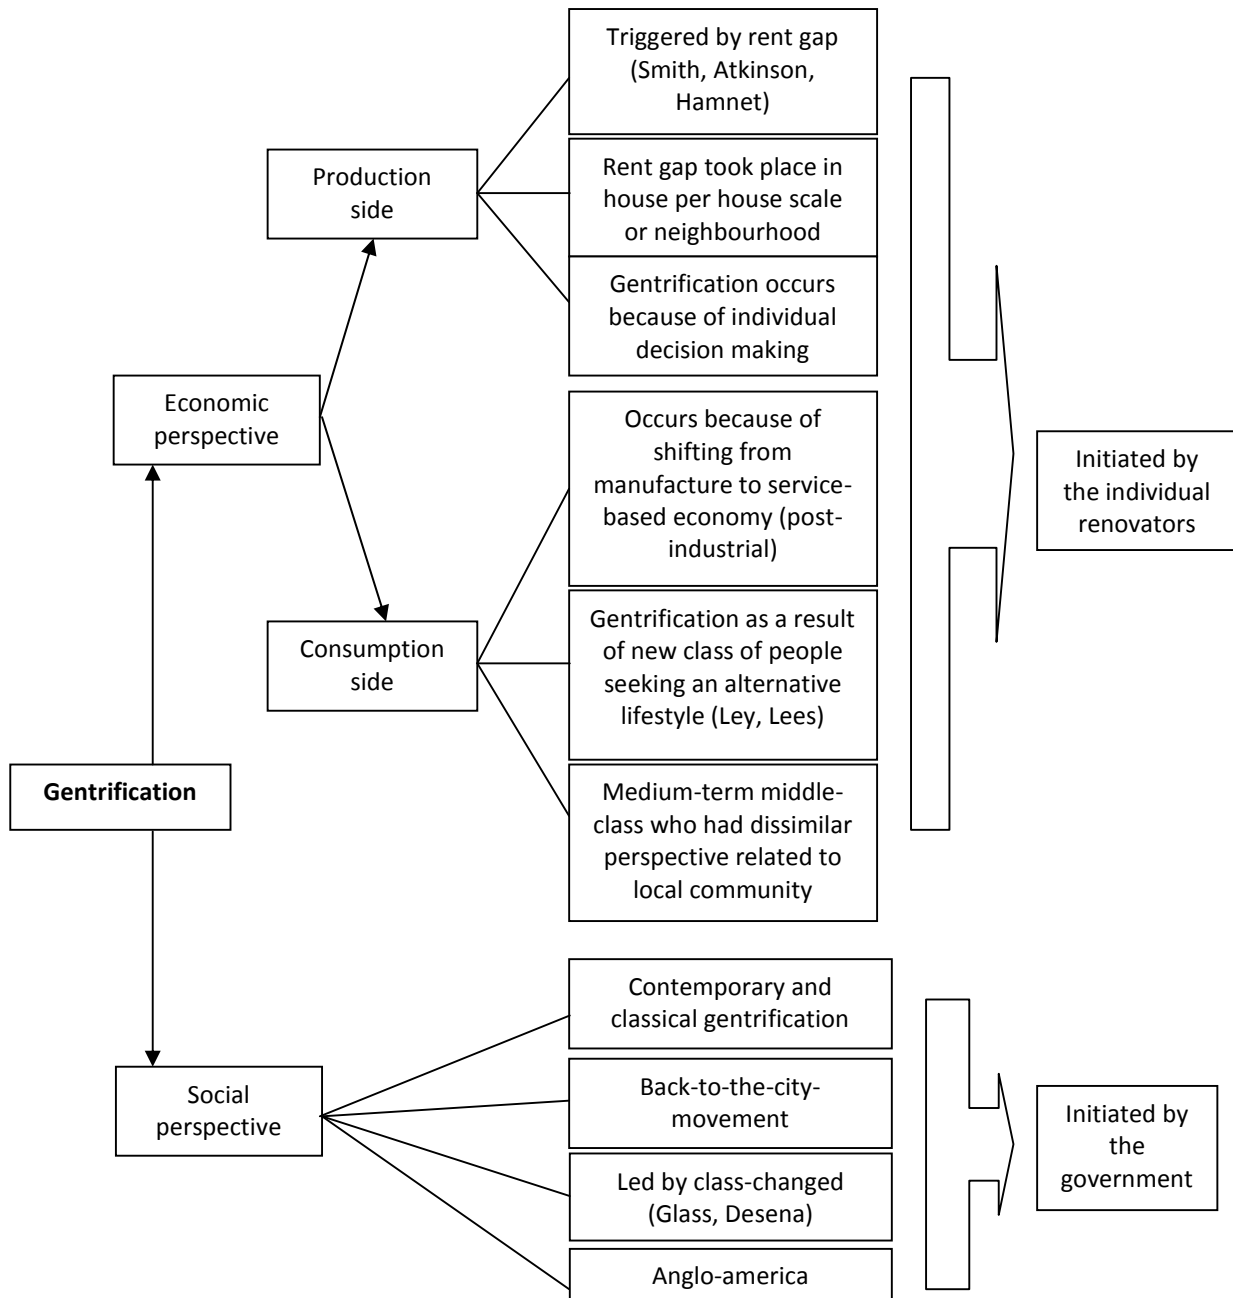 Triggered by rent gap
(Smith, Atkinson,
Hamnet)
Production
side
Rent gap took place in
house per house scale
or neighbourhood
Gentrification occurs
because of individual
decision making
Economic
perspective
Occurs because of
shifting from
manufacture to service-
based economy (post-
industrial)
Initiated by
the individual
renovators
Consumption
side
Gentrification as a result
of new class of people
seeking an alternative
lifestyle (Ley, Lees)
Gentrification
Medium-term middle-
class who had dissimilar
perspective related to
local community
Contemporary and
classical gentrification
Social
perspective
Back-to-the-city-
movement
Initiated by
the
government
Led by class-changed
(Glass, Desena)
Anglo-america